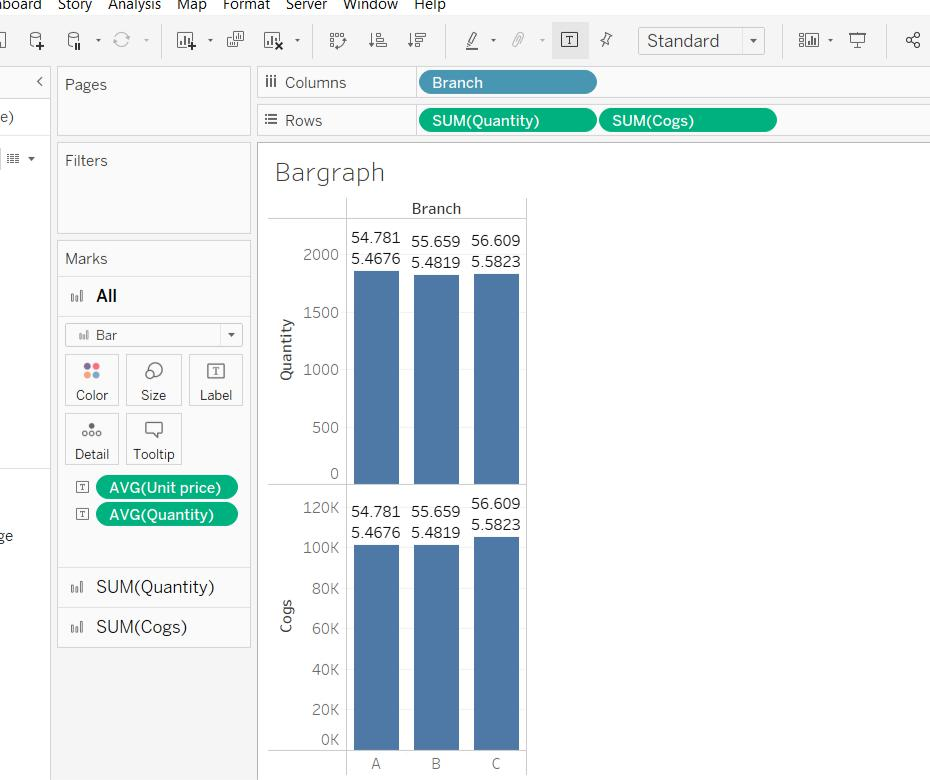 board Story Analysis Map Format Server Window Help
Standard
e)
ge
Pages
Filters
Marks
All
Bar
Color Size Label
Detail Tooltip
AVG(Unit price)
AVG(Quantity)
SUM(Quantity)
SUM(Cogs)
Columns Branch
Rows SUM(Quantity) SUM(Cogs)
Bargraph
Branch
54.781 55.659 56.609
5.4676 5.4819 5.5823
2000
1500
1000
500
0
Quantity
54.781 55.659 56.609
5.4676 5.4819 5.5823
120K
100K
80K
60K
40K
20K
0K
Cogs
A B C